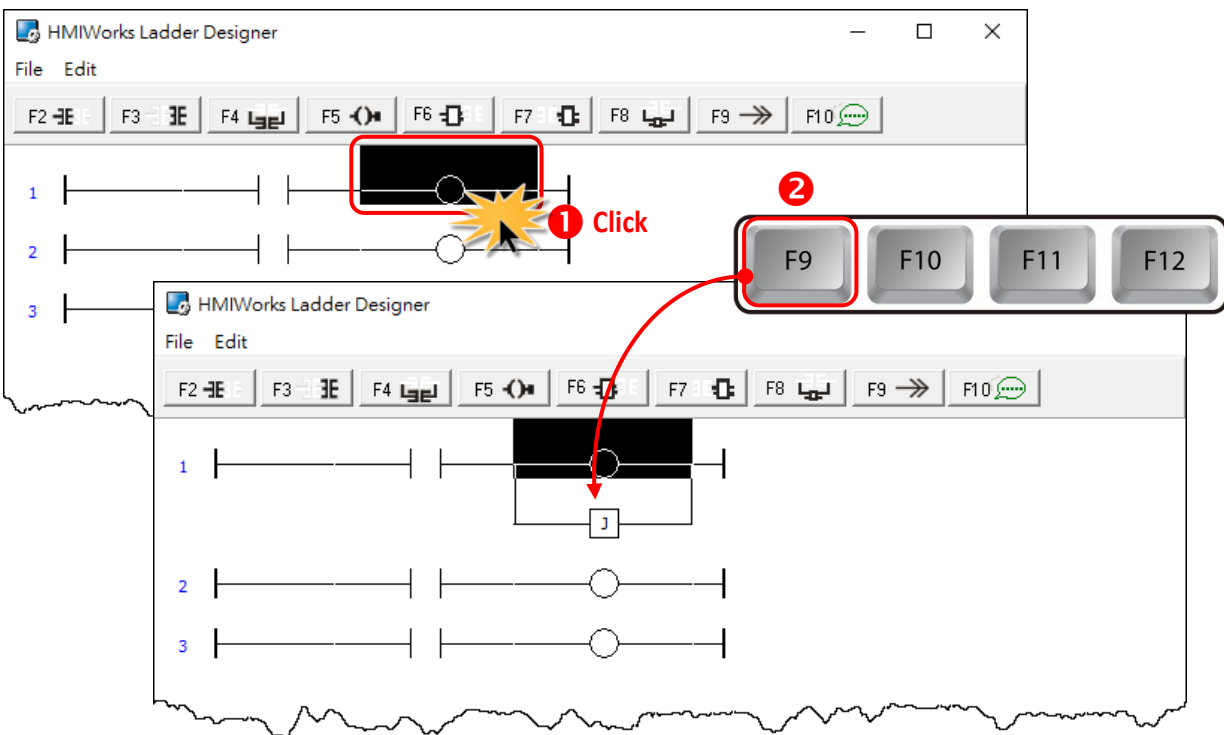 HMIWorks Ladder Designer
File Edit
F2 F3 F4 F5 F6 F7 F8 F9 F10
1
❶ Click
2
3
❷
F9 F10 F11 F12
HMIWorks Ladder Designer
File Edit
F2 F3 F4 F5 F6 F7 F8 F9 F10
1
J
2
3